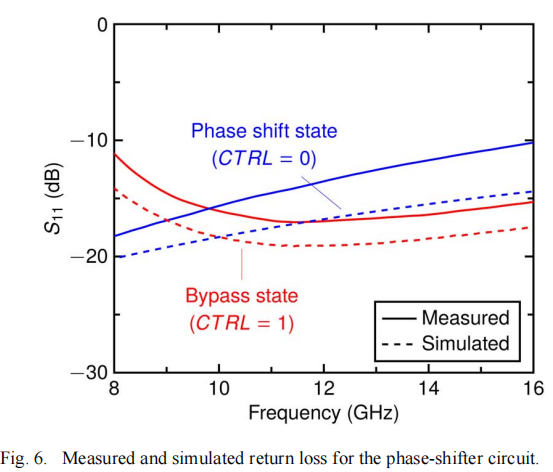 0
−10
−20
−30
S11 (dB)
Phase shift state
(CTRL = 0)
Bypass state
(CTRL = 1)
Measured
Simulated
8 10 12 14 16
Frequency (GHz)
Fig. 6. Measured and simulated return loss for the phase-shifter circuit.